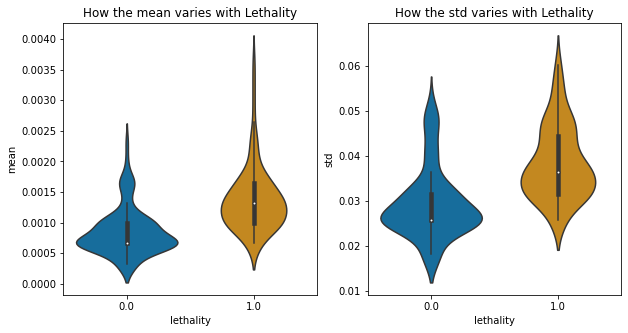 How the mean varies with Lethality
mean
0.0040
0.0035
0.0030
0.0025
0.0020
0.0015
0.0010
0.0005
0.0000
0.0 1.0
lethality
How the std varies with Lethality
std
0.06
0.05
0.04
0.03
0.02
0.01
0.0 1.0
lethality